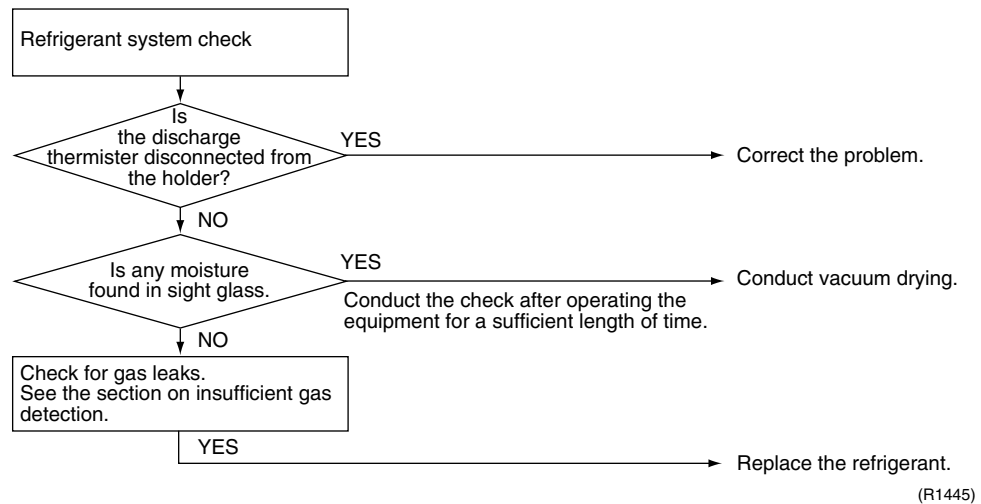 Refrigerant system check
Is
the discharge
thermister disconnected from
the holder?
YES
Correct the problem.
NO
Is any moisture
found in sight glass.
YES
Conduct vacuum drying.
Conduct the check after operating the
equipment for a sufficient length of time.
NO
Check for gas leaks.
See the section on insufficient gas
detection.
YES
Replace the refrigerant.
(R1445)